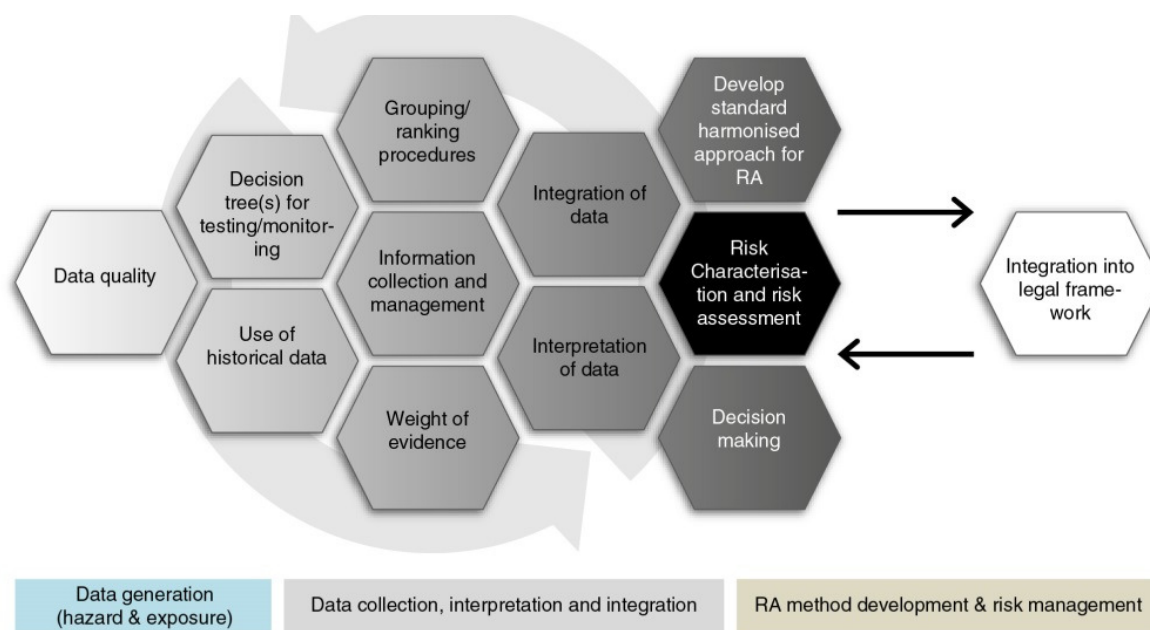 Data quality
Decision
tree(s) for
testing/monitor-
ing
Use of
historical data
Grouping/
ranking
procedures
Information
collection and
management
Weight of
evidence
Integration of
data
Interpretation
of data
Develop
standard
harmonised
approach for
RA
Risk
Characterisa-
tion and risk
assessment
Decision
making
Integration into
legal frame-
work
Data generation
(hazard & exposure)
Data collection, interpretation and integration
RA method development & risk management